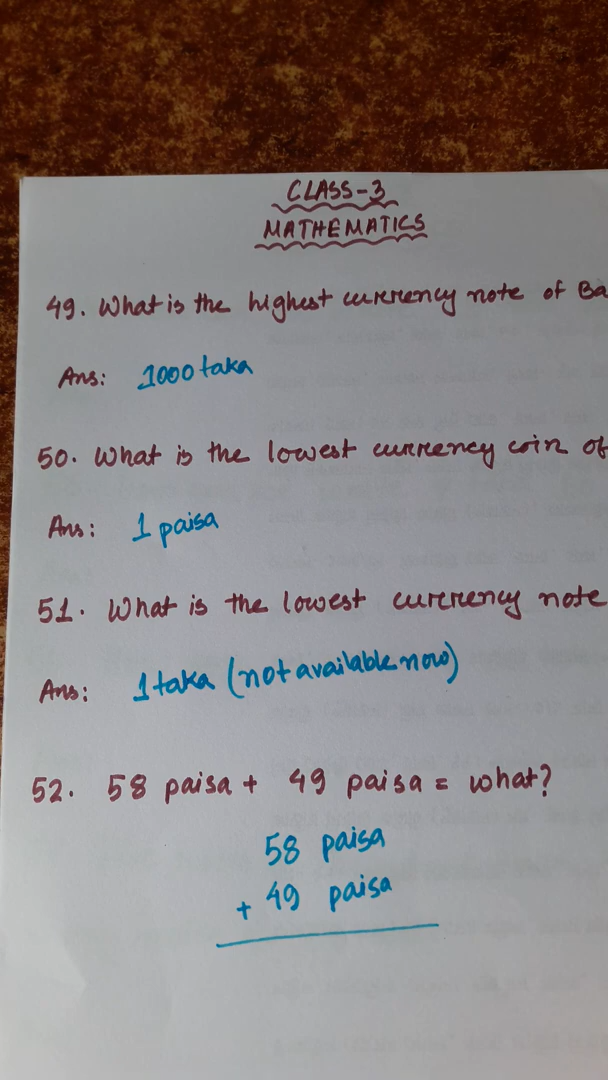 CLASS-3
MATHEMATICS
49. What is the highest currency note of Ba
Ans: 1000 taka
50. What is the lowest currency coin of
Ans: 1 paisa
51. What is the lowest currency note
Ans: 1 taka (not available now)
52. 58 paisa + 49 paisa = what?
58 paisa
+ 49 paisa